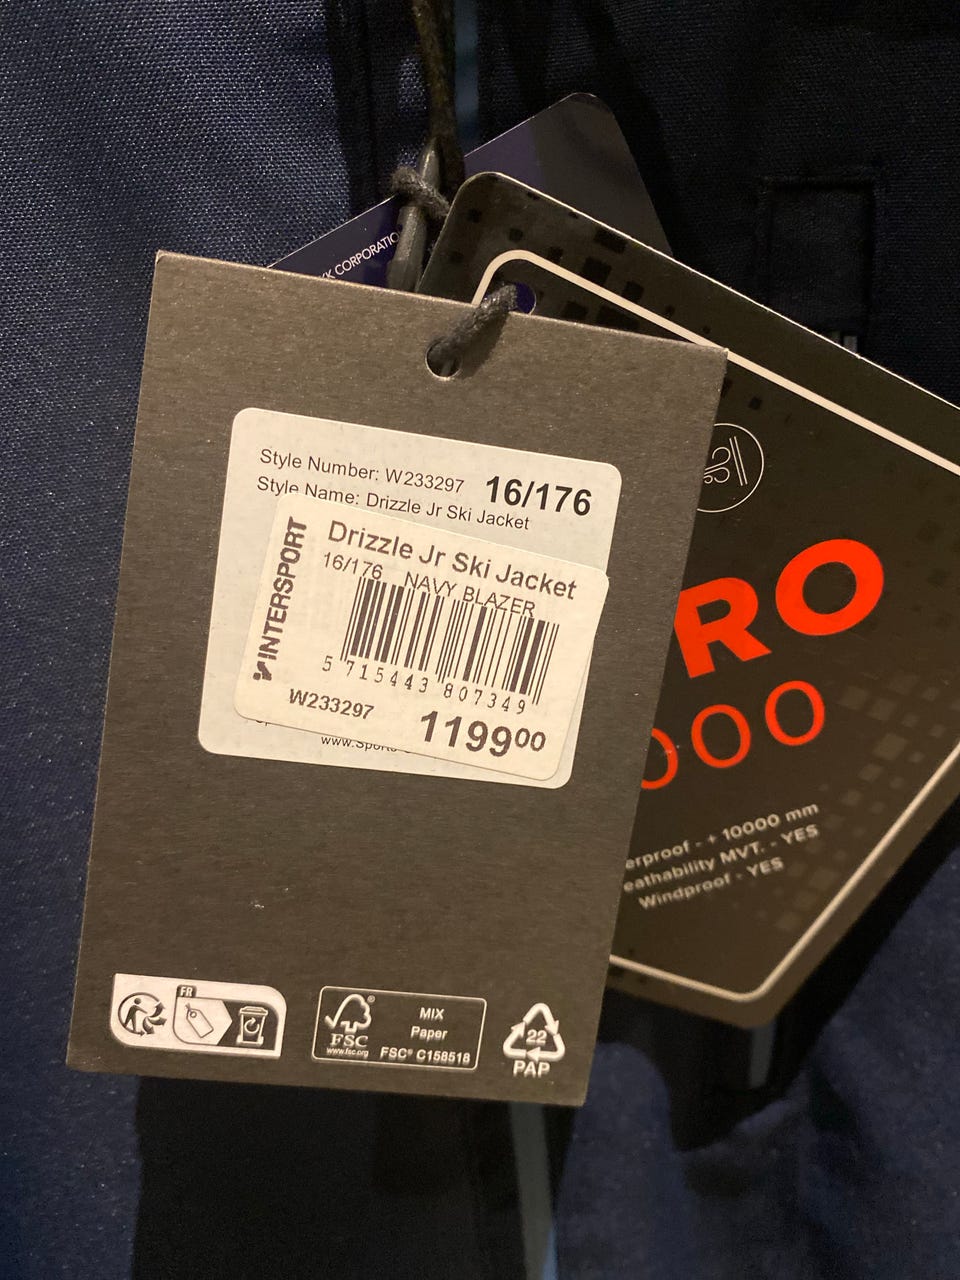 CORPORATIO
Style Number: W233297 16/176
Style Name: Drizzle Jr Ski Jacket
INTERSPORT
Drizzle Jr Ski Jacket
16/176 NAVY BLAZER
5 715443 807349
W233297 119900
www.Sports
RO
000
erproof - + 10000 mm
eathability MVT. - YES
Windproof - YES
FR
FSC®
www.fsc.org
MIX
Paper
FSC® C158518
22
PAP